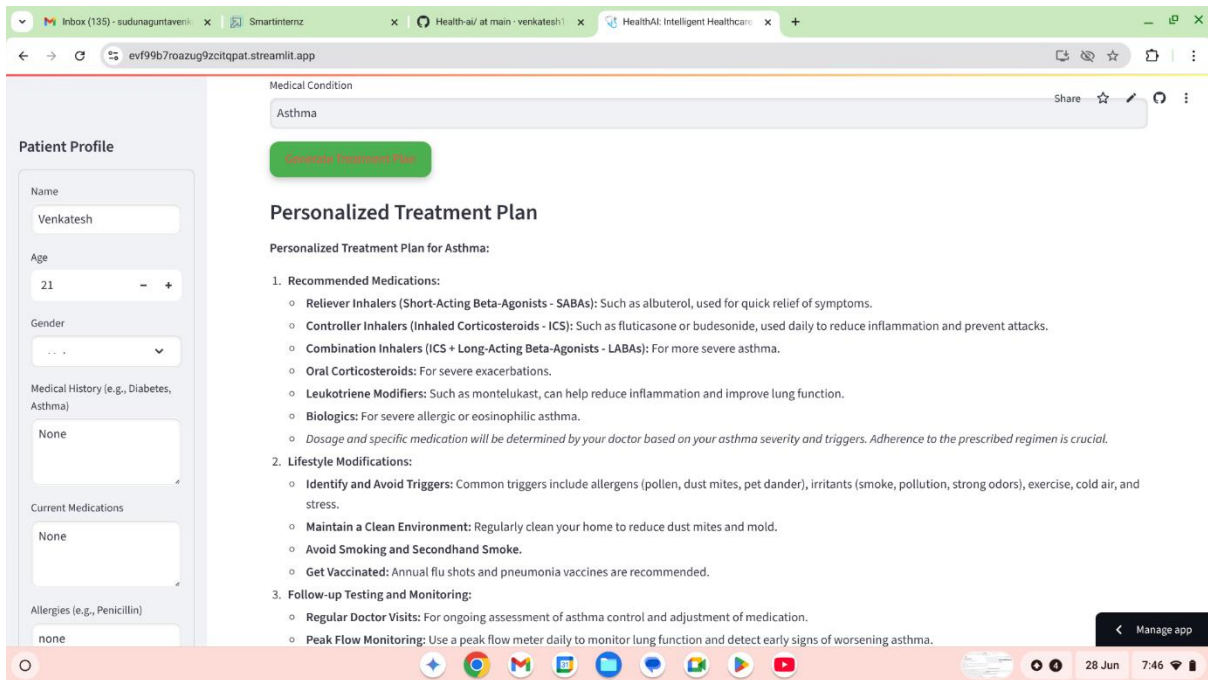 Inbox (135) - sudunaguntavenk
Smartinternz
Health-ai/ at main · venkatesh1
HealthAI: Intelligent Healthcare
evf99b7roazug9zcitqpat.streamlit.app
Share
Patient Profile
Name
Venkatesh
Age
21
Gender
Medical History (e.g., Diabetes,
Asthma)
None
Current Medications
None
Allergies (e.g., Penicillin)
none
Medical Condition
Asthma
Generate Treatment Plan
Personalized Treatment Plan
Personalized Treatment Plan for Asthma:
1. Recommended Medications:
Reliever Inhalers (Short-Acting Beta-Agonists - SABAs): Such as albuterol, used for quick relief of symptoms.
Controller Inhalers (Inhaled Corticosteroids - ICS): Such as fluticasone or budesonide, used daily to reduce inflammation and prevent attacks.
Combination Inhalers (ICS + Long-Acting Beta-Agonists - LABAs): For more severe asthma.
Oral Corticosteroids: For severe exacerbations.
Leukotriene Modifiers: Such as montelukast, can help reduce inflammation and improve lung function.
Biologics: For severe allergic or eosinophilic asthma.
Dosage and specific medication will be determined by your doctor based on your asthma severity and triggers. Adherence to the prescribed regimen is crucial.
2. Lifestyle Modifications:
Identify and Avoid Triggers: Common triggers include allergens (pollen, dust mites, pet dander), irritants (smoke, pollution, strong odors), exercise, cold air, and
stress.
Maintain a Clean Environment: Regularly clean your home to reduce dust mites and mold.
Avoid Smoking and Secondhand Smoke.
Get Vaccinated: Annual flu shots and pneumonia vaccines are recommended.
3. Follow-up Testing and Monitoring:
Regular Doctor Visits: For ongoing assessment of asthma control and adjustment of medication.
Peak Flow Monitoring: Use a peak flow meter daily to monitor lung function and detect early signs of worsening asthma.
Manage app
28 Jun
7:46